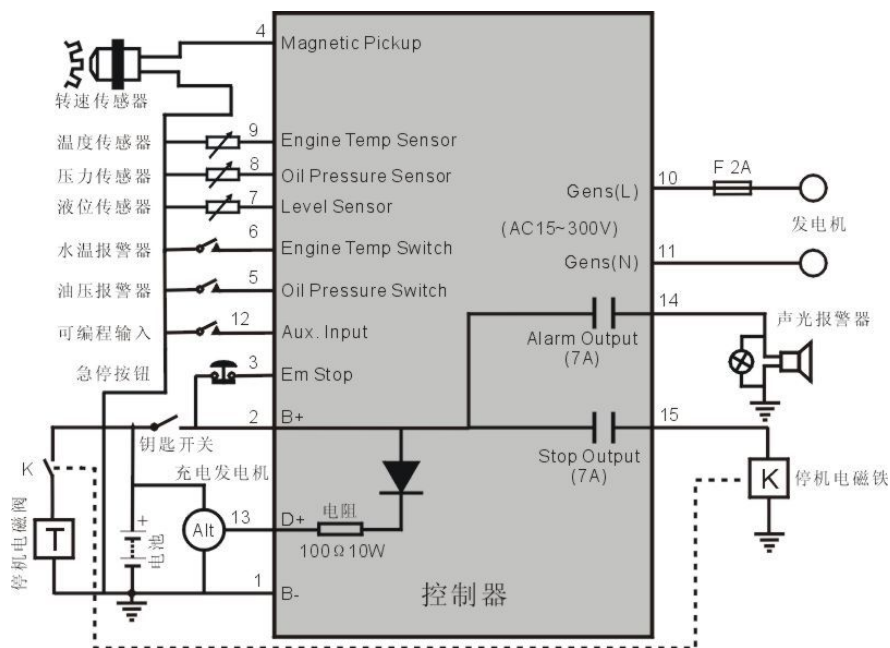 4
Magnetic Pickup
转速传感器
温度传感器
9
Engine Temp Sensor
压力传感器
8
Oil Pressure Sensor
液位传感器
7
Level Sensor
水温报警器
6
Engine Temp Switch
油压报警器
5
Oil Pressure Switch
可编程输入
12
Aux. Input
急停按钮
3
Em Stop
钥匙开关
2
B+
K
停机电磁阀
T
充电发电机
+
电池
Alt
13
D+
电阻
100Ω10W
1
B-
控制器
Gens(L)
10
F 2A
(AC15~300V)
发电机
Gens(N)
11
14
声光报警器
Alarm Output
(7A)
15
Stop Output
(7A)
K
停机电磁铁